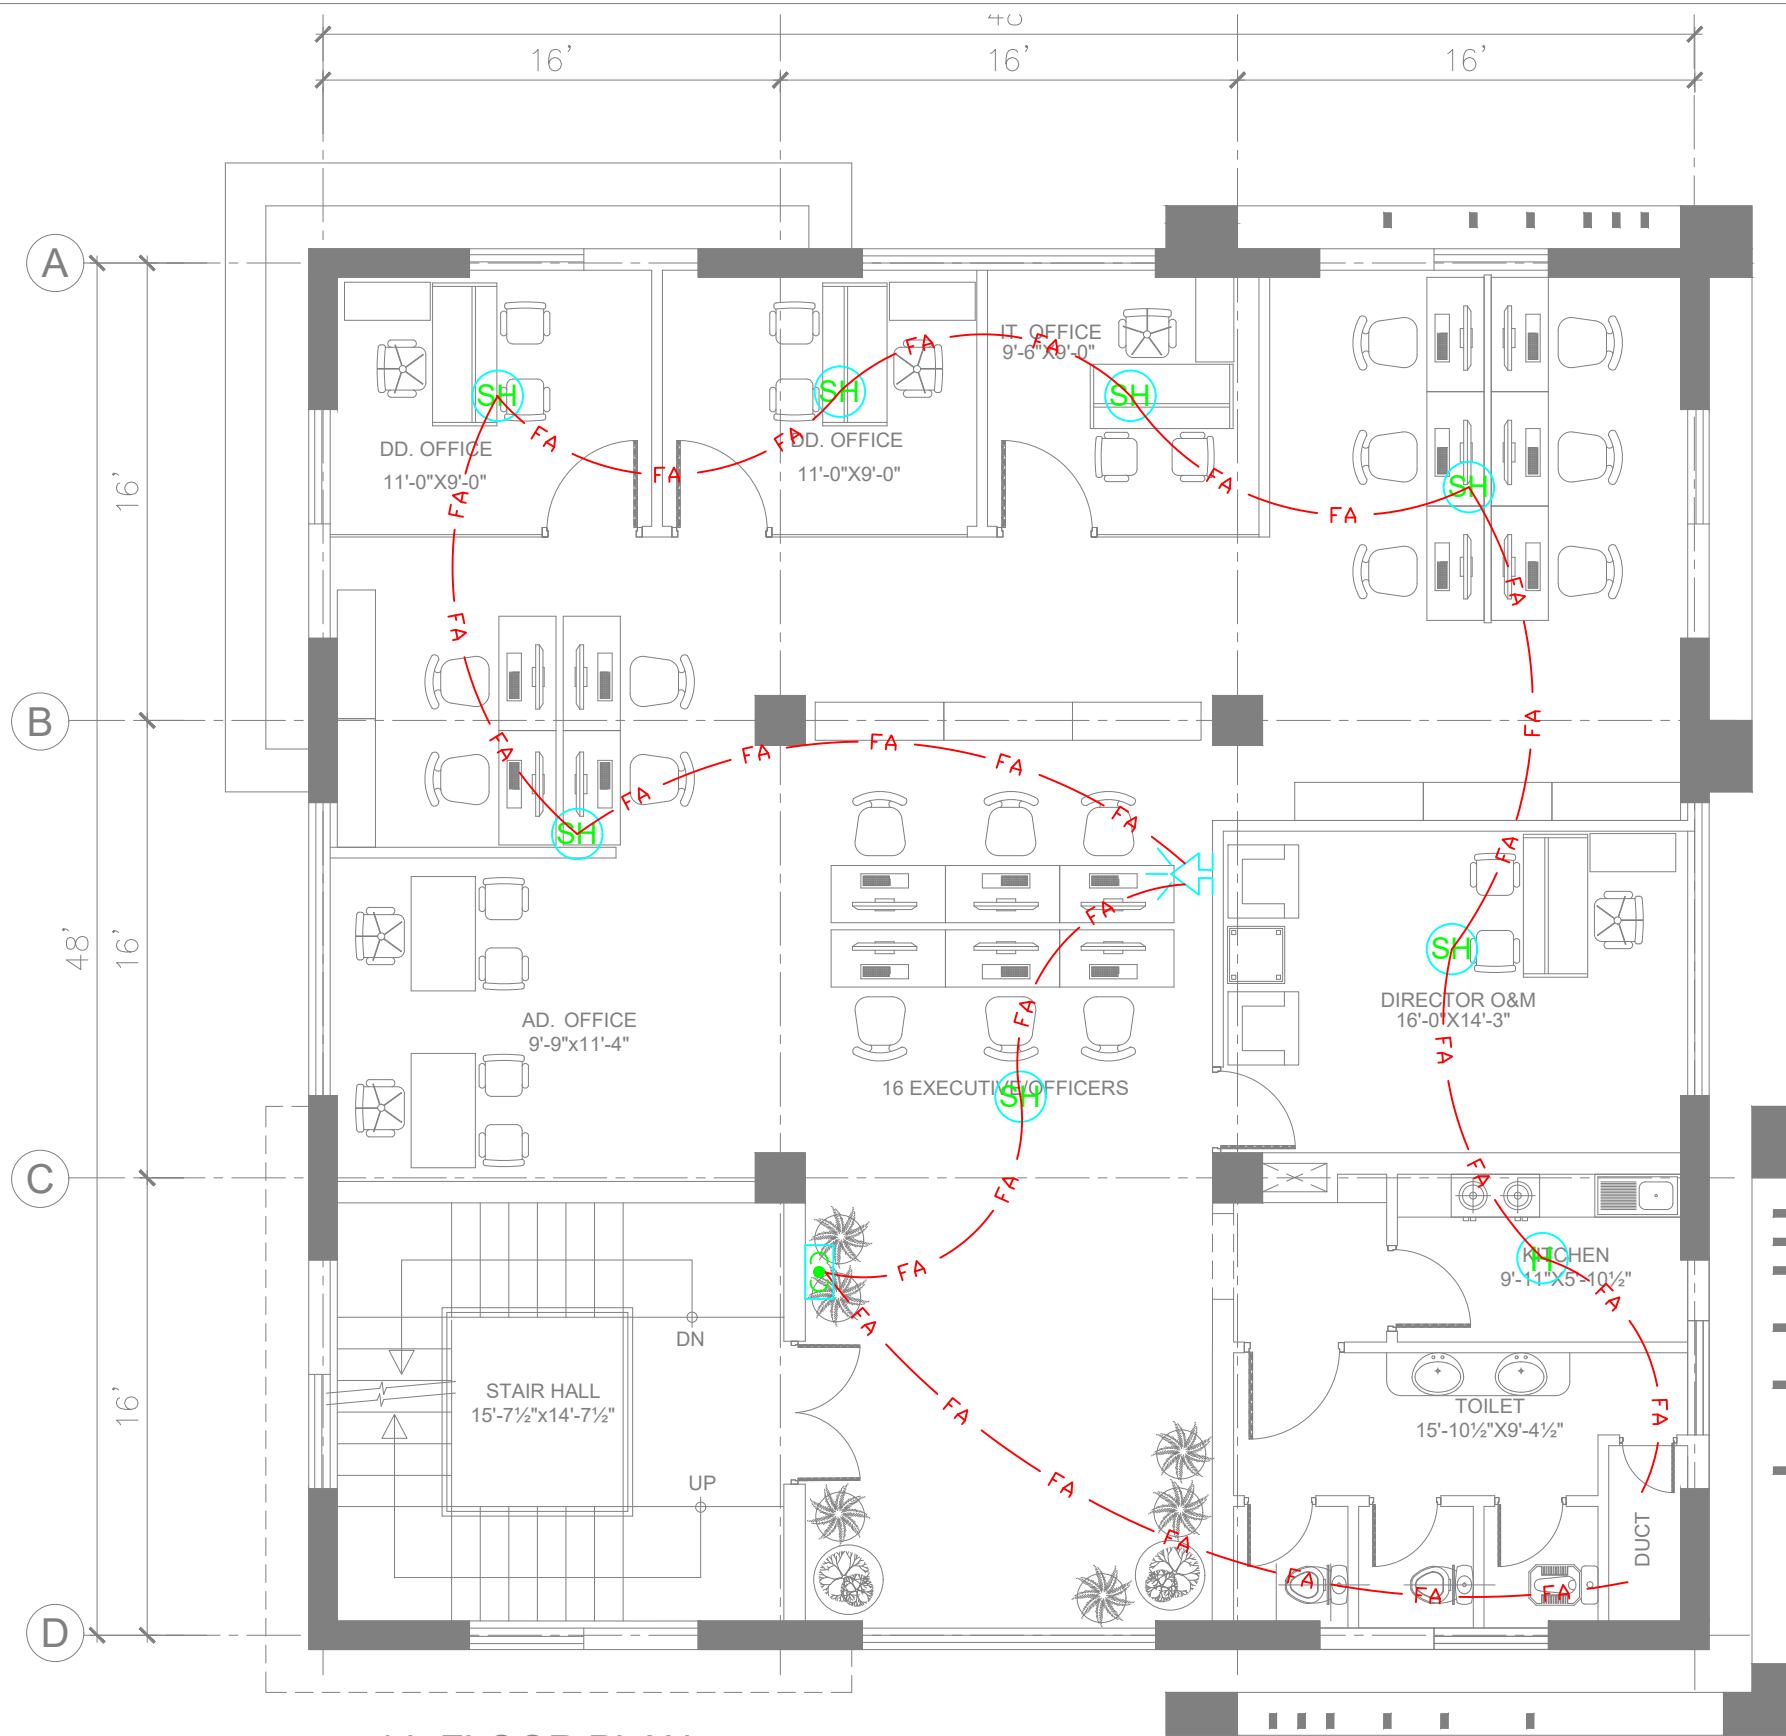 16'
16'
16'
A
B
C
D
16'
48'
16'
16'
IT. OFFICE
9'-6"X9'-0"
FA
FA
SH
SH
SH
DD. OFFICE
11'-0"X9'-0"
DD. OFFICE
11'-0"X9'-0"
FA
FA
FA
FA
FA
FA
SH
FA
FA
FA
FA
FA
FA
FA
FA
FA
SH
FA
FA
FA
SH
DIRECTOR O&M
16'-0"X14'-3"
AD. OFFICE
9'-9"x11'-4"
FA
FA
16 EXECUTIVE/OFFICERS
SH
FA
FA
FA
KITCHEN
9'-11"X5'-10½"
H
FA
FA
DN
STAIR HALL
15'-7½"x14'-7½"
UP
FA
TOILET
15'-10½"X9'-4½"
FA
FA
FA
DUCT
FA
FA
FA